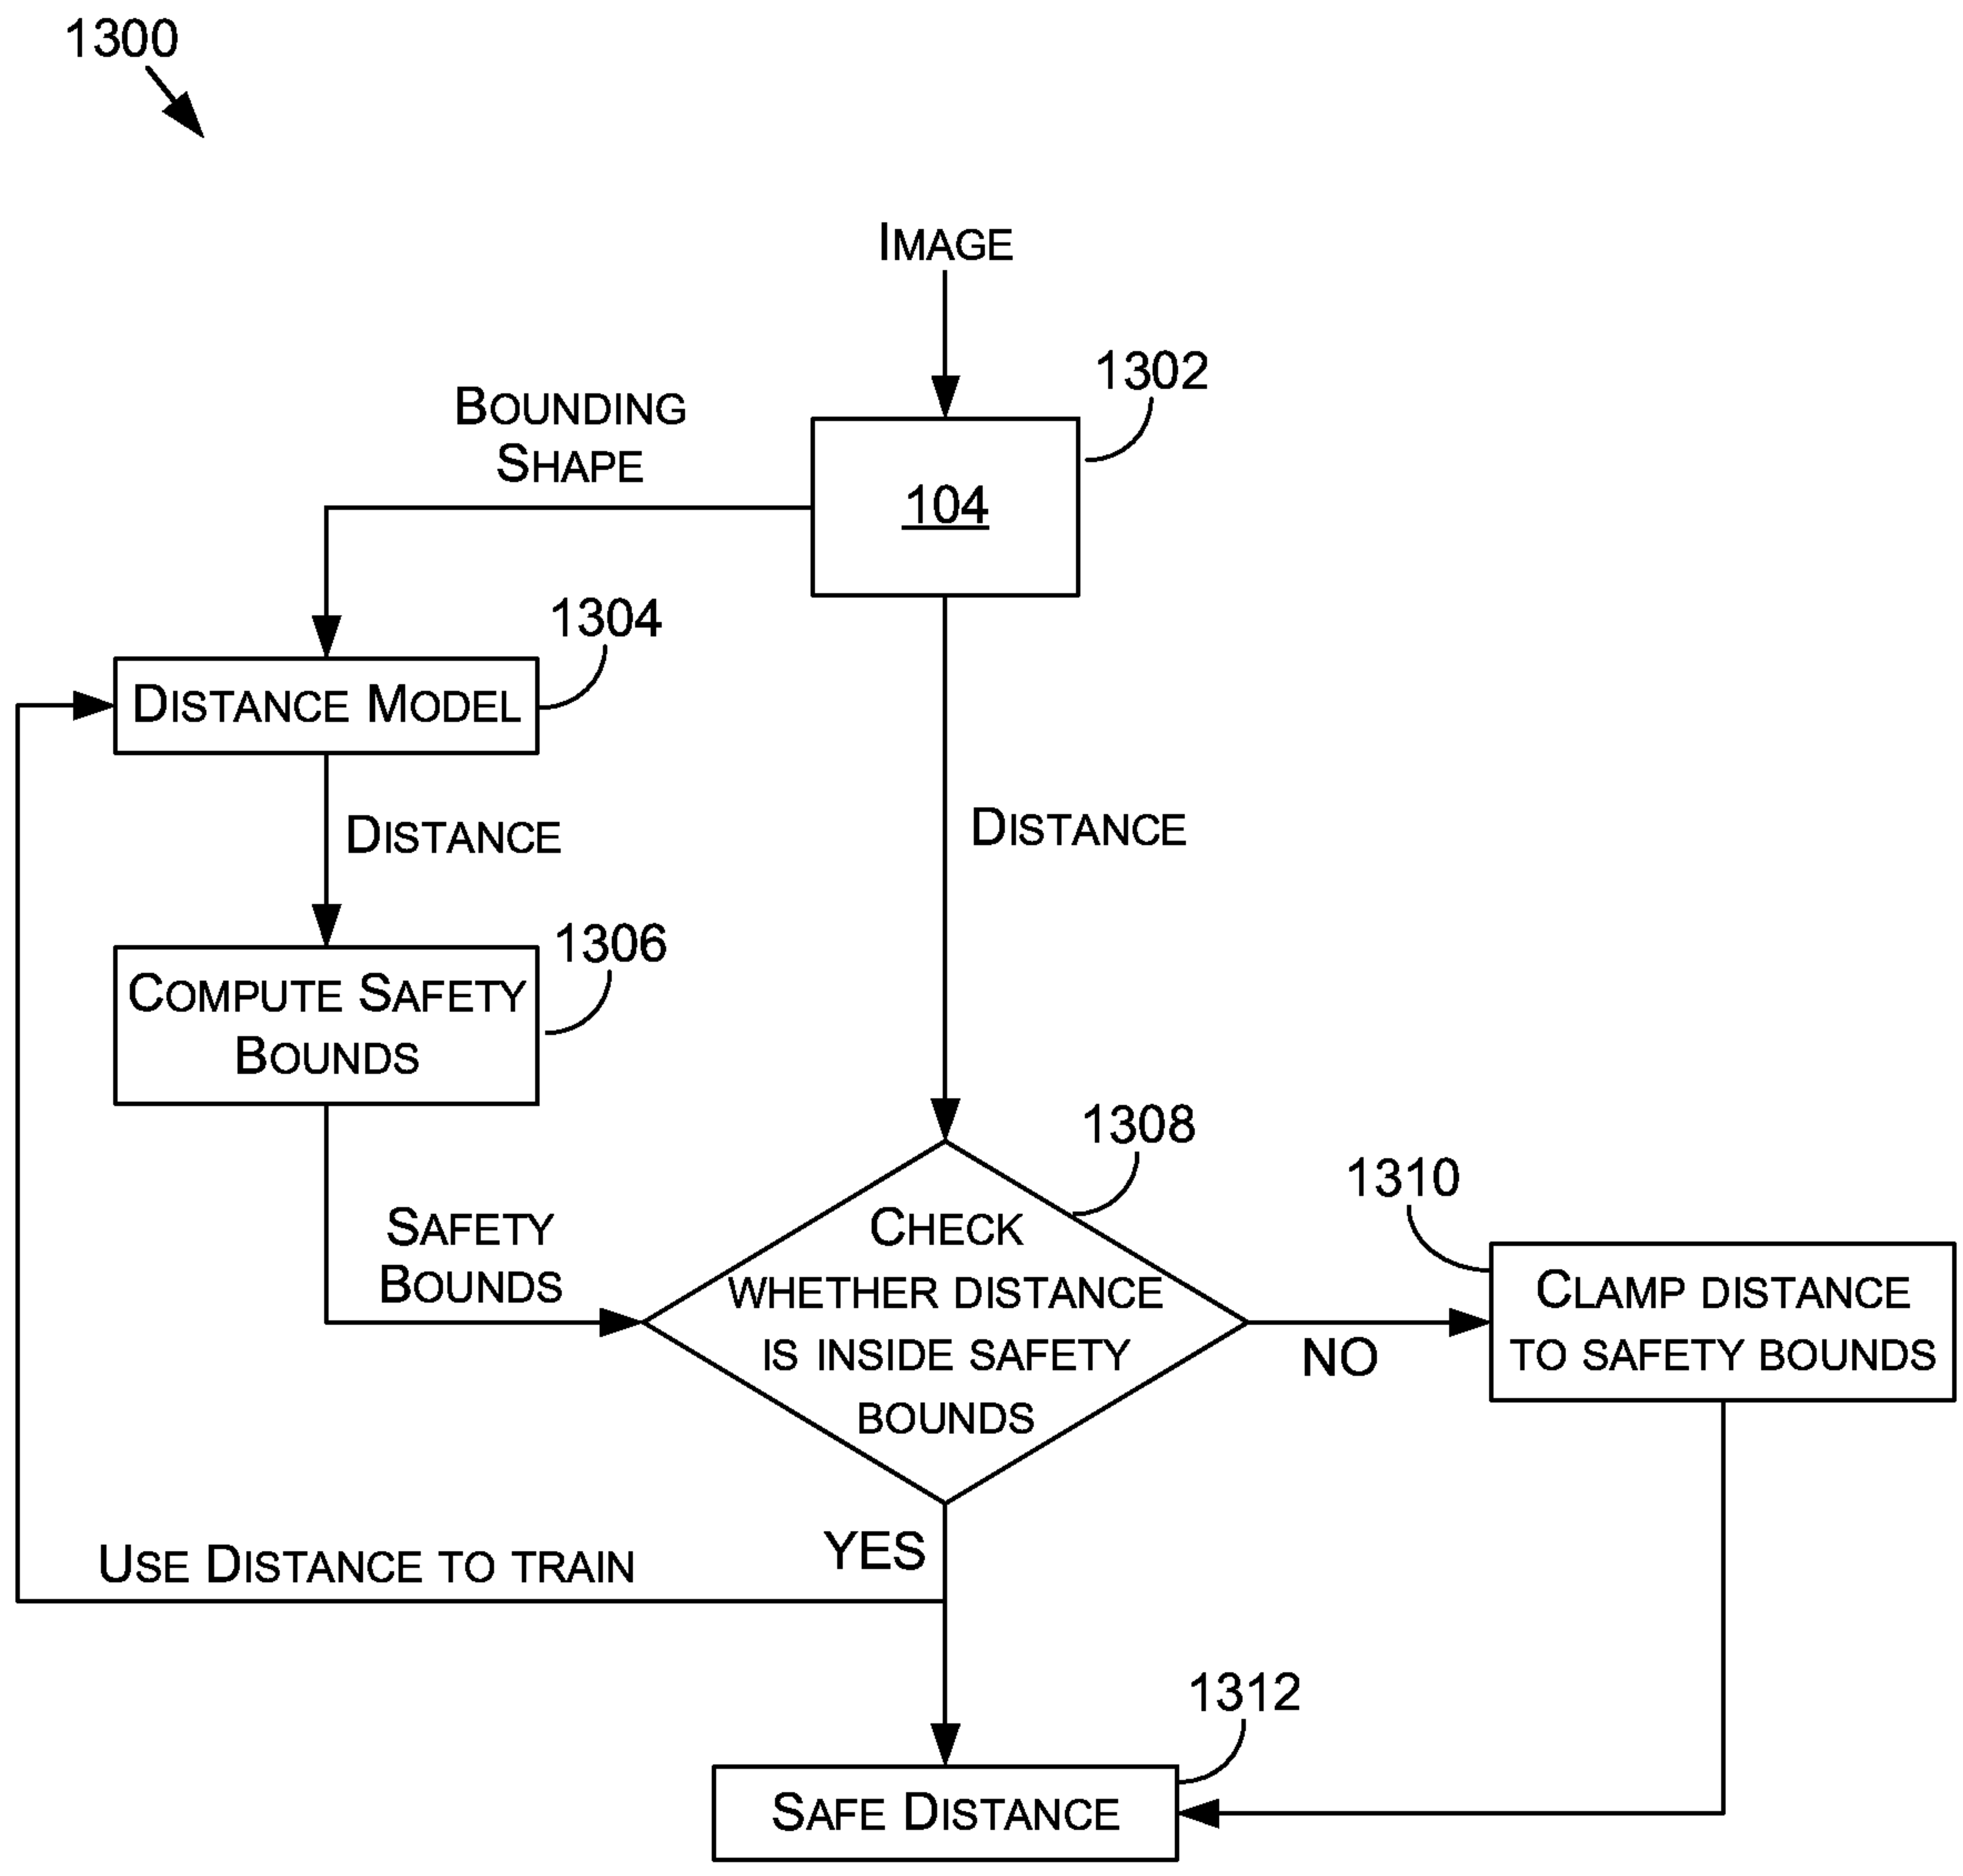 1300
IMAGE
1302
BOUNDING
SHAPE
104
1304
DISTANCE MODEL
DISTANCE
DISTANCE
1306
COMPUTE SAFETY
BOUNDS
1308
1310
SAFETY
BOUNDS
CHECK
WHETHER DISTANCE
IS INSIDE SAFETY
BOUNDS
NO
CLAMP DISTANCE
TO SAFETY BOUNDS
YES
USE DISTANCE TO TRAIN
1312
SAFE DISTANCE